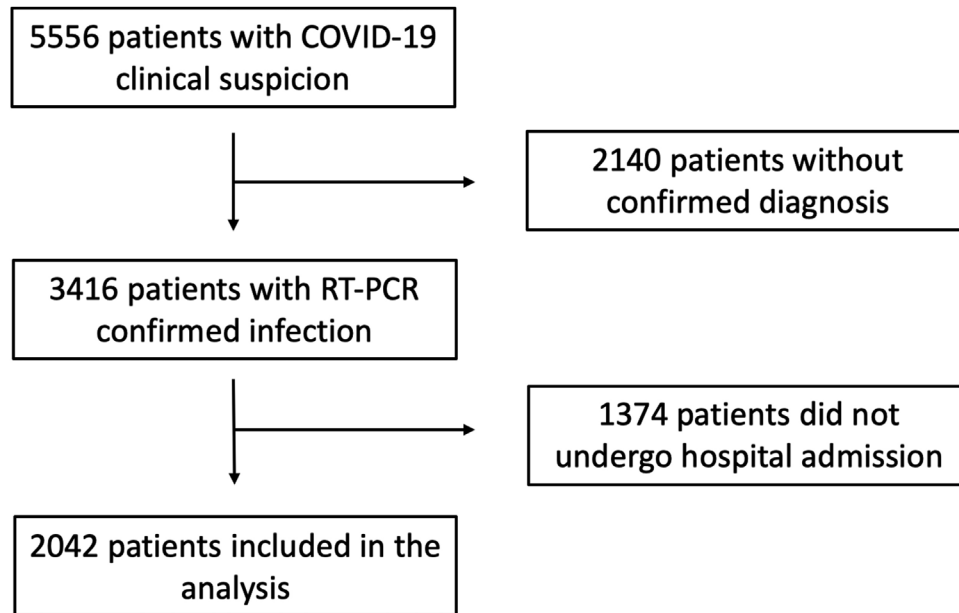 5556 patients with COVID-19
clinical suspicion
2140 patients without
confirmed diagnosis
3416 patients with RT-PCR
confirmed infection
1374 patients did not
undergo hospital admission
2042 patients included in the
analysis